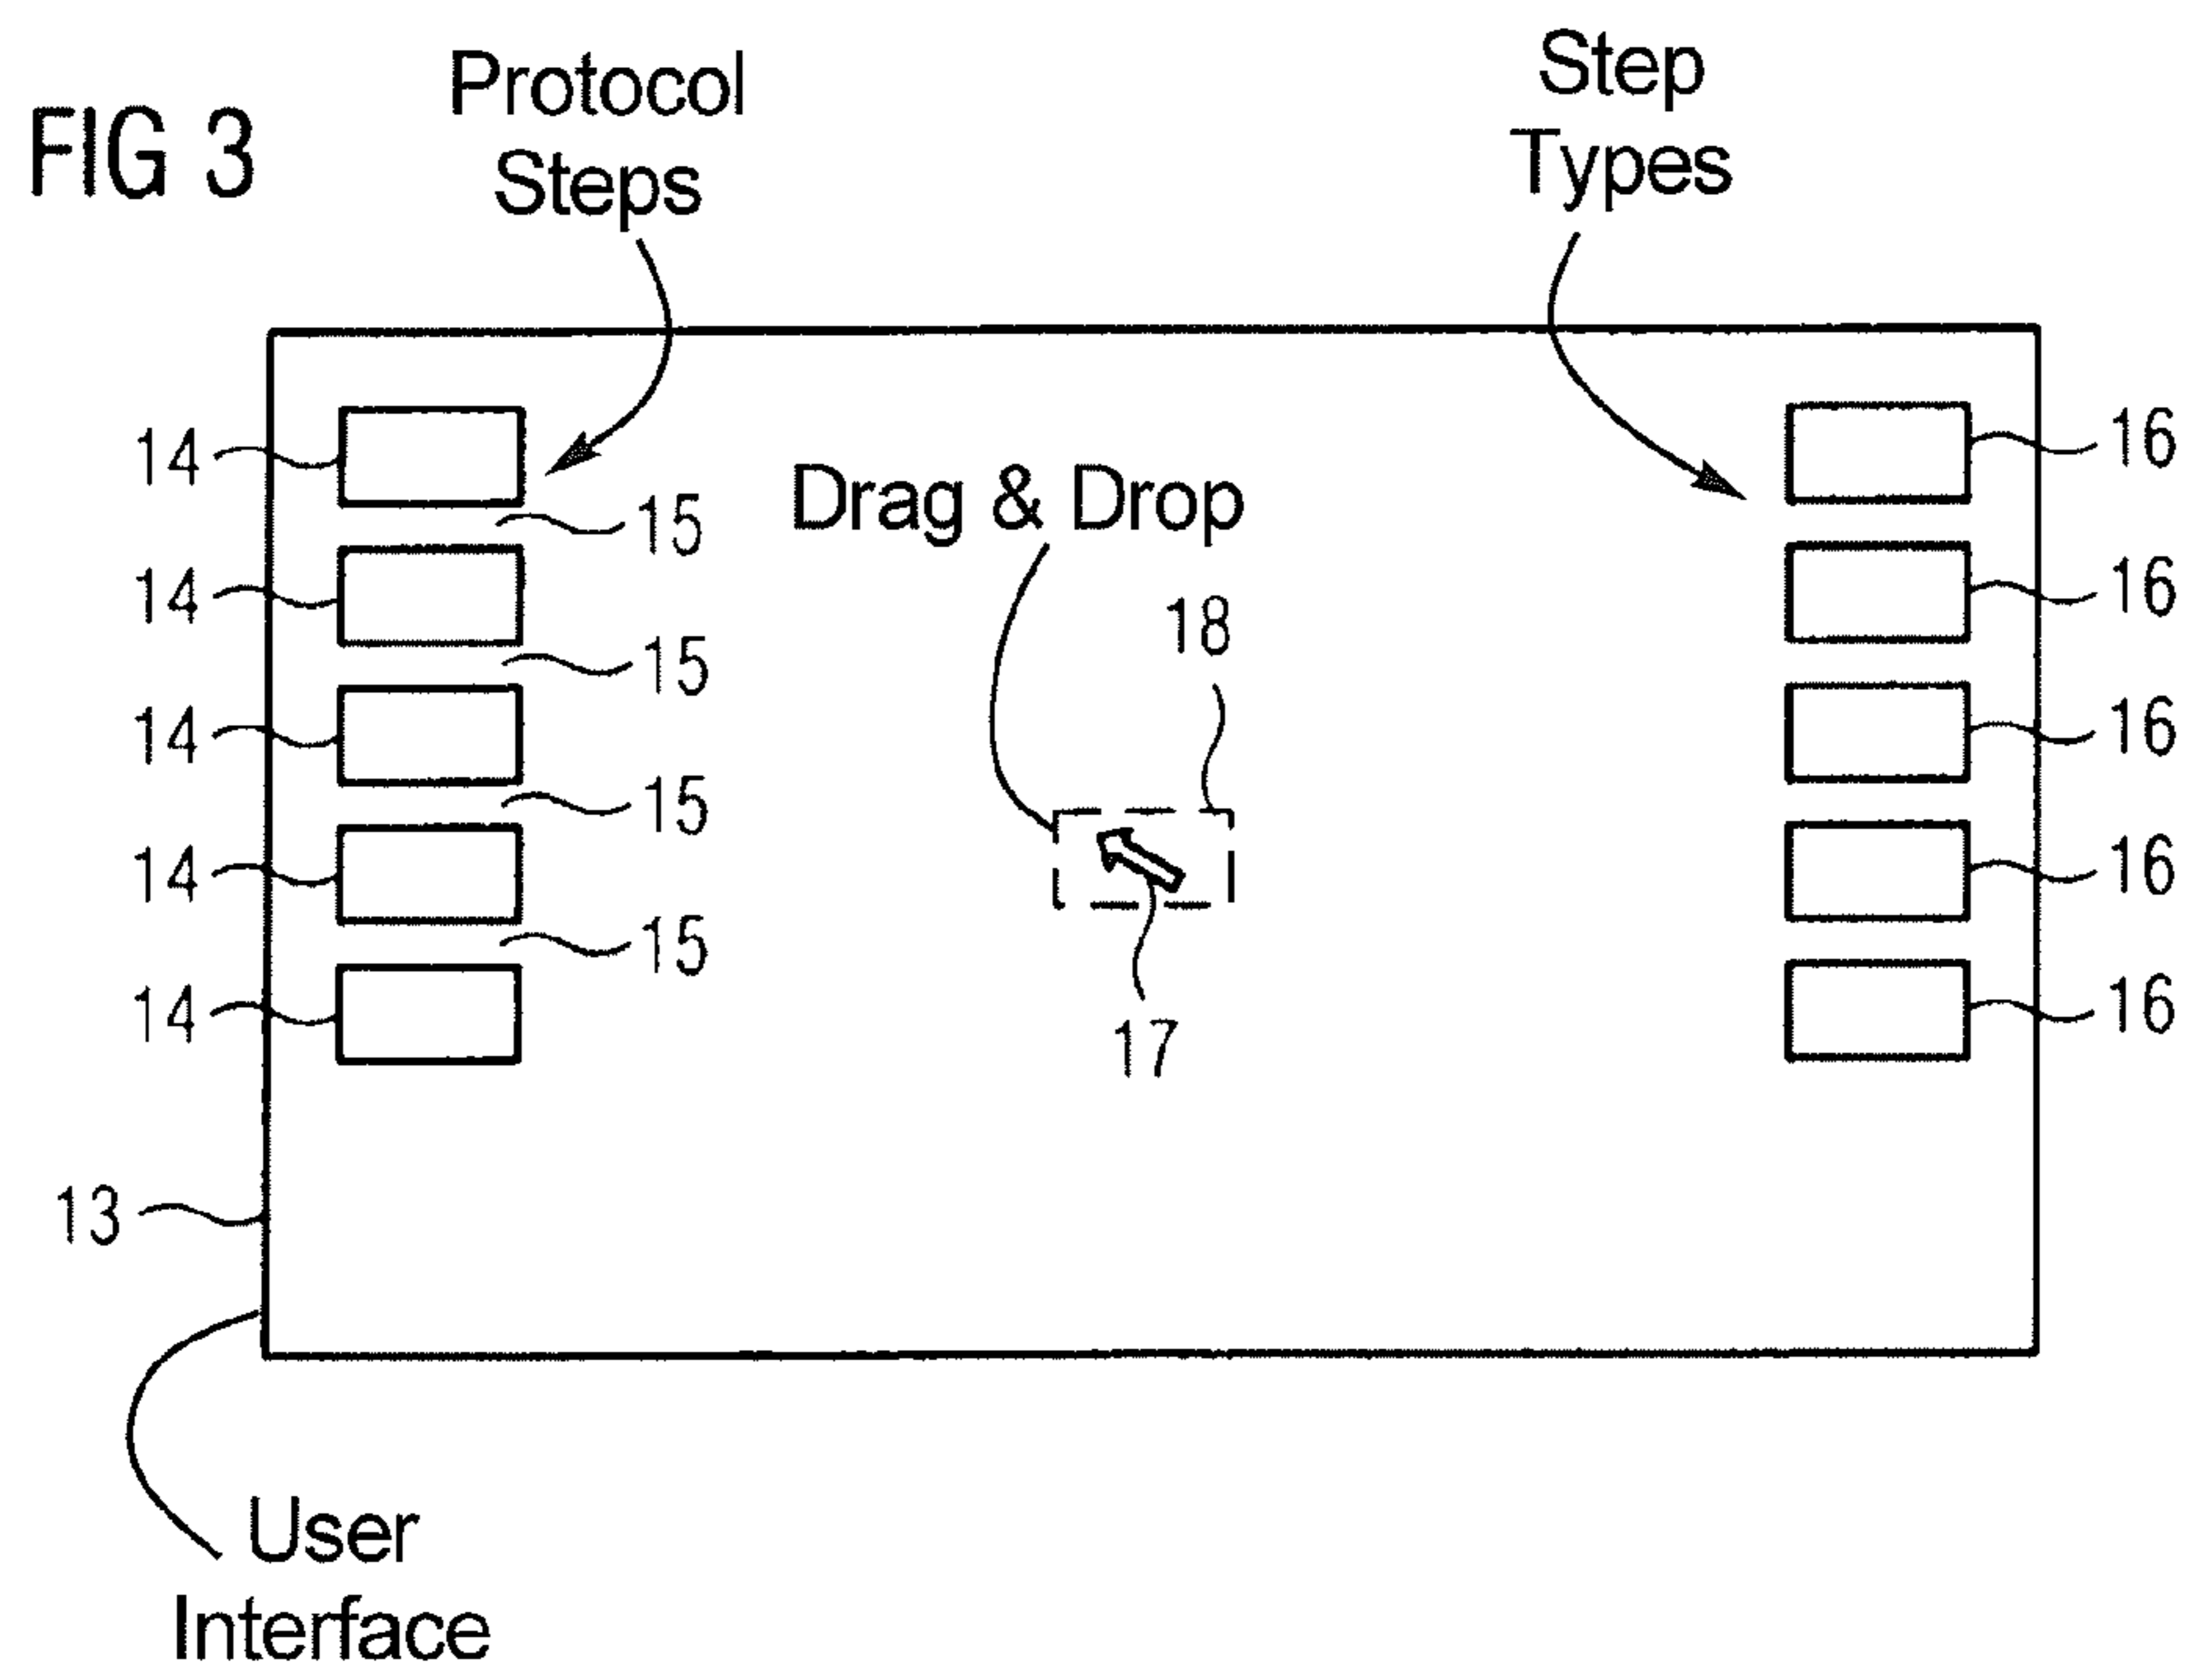 FIG 3
Protocol
Steps
Step
Types
14
15
14
15
14
15
14
15
14
Drag & Drop
18
17
16
16
16
16
16
13
User
Interface